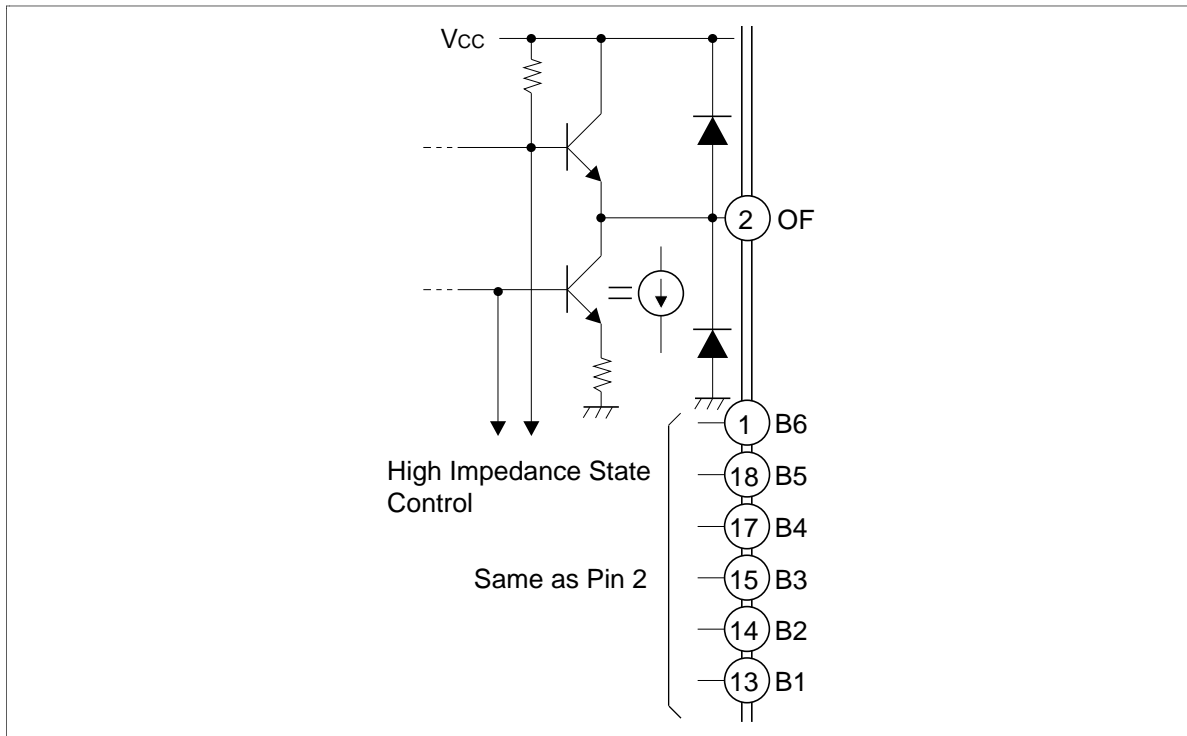 Vcc
2 OF
High Impedance State
Control
1 B6
18 B5
17 B4
Same as Pin 2
15 B3
14 B2
13 B1